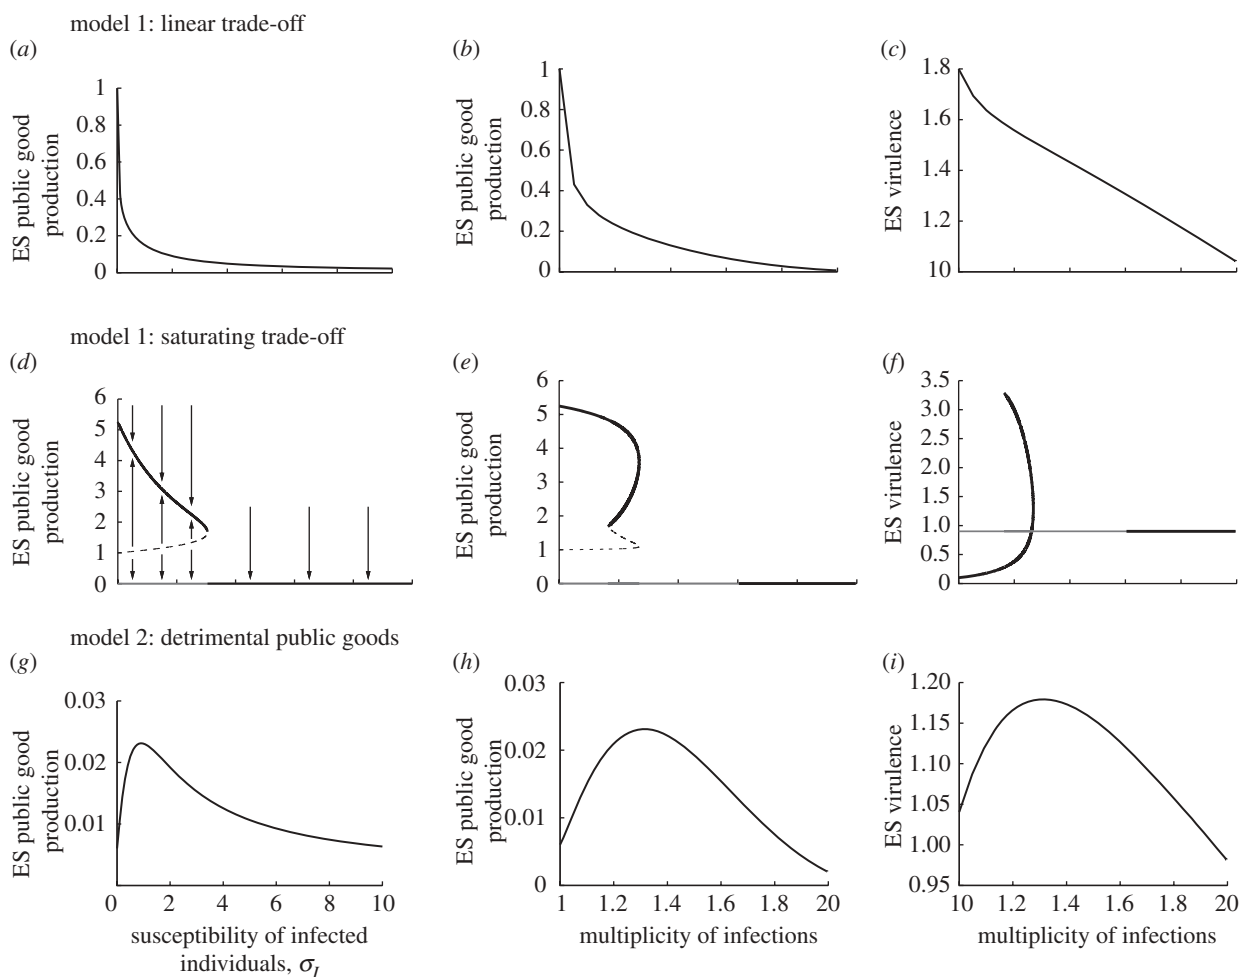 model 1: linear trade-off
(a)
1
0.8
0.6
0.4
0.2
0
ES public good
production
(b)
1
0.8
0.6
0.4
0.2
0
ES public good
production
(c)
1.8
1.6
1.4
1.2
10
ES virulence
model 1: saturating trade-off
(d)
6
5
4
3
2
1
0
ES public good
production
(e)
6
5
4
3
2
1
0
ES public good
production
(f)
3.5
3.0
2.5
2.0
1.5
1.0
0.5
0
ES virulence
model 2: detrimental public goods
(g)
0.03
0.02
0.01
ES public good
production
0 2 4 6 8 10
susceptibility of infected
individuals, σI
(h)
0.03
0.02
0.01
0
ES public good
production
1 1.2 1.4 1.6 1.8 20
multiplicity of infections
(i)
1.20
1.15
1.10
1.05
1.00
0.95
ES virulence
10 1.2 1.4 1.6 1.8 20
multiplicity of infections